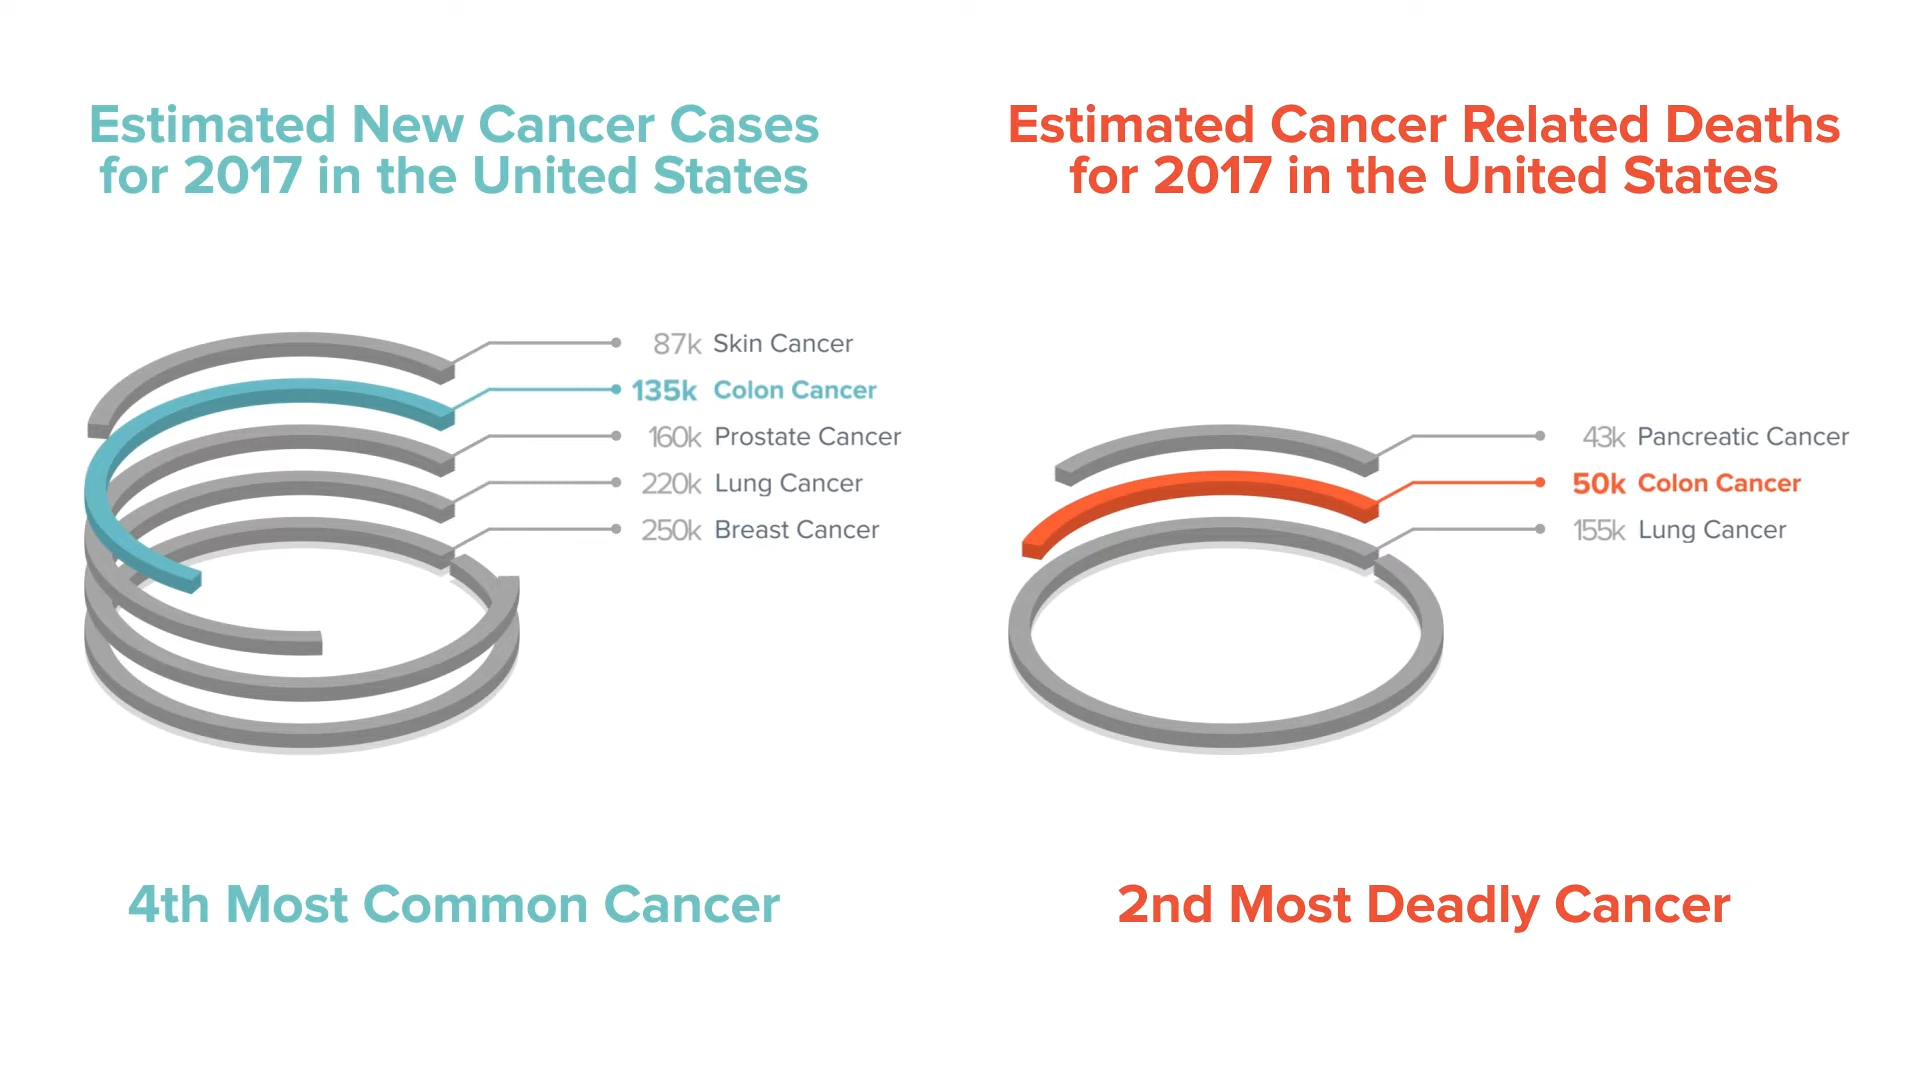 Estimated New Cancer Cases
for 2017 in the United States
87k Skin Cancer
135k Colon Cancer
160k Prostate Cancer
220k Lung Cancer
250k Breast Cancer
4th Most Common Cancer
Estimated Cancer Related Deaths
for 2017 in the United States
43k Pancreatic Cancer
50k Colon Cancer
155k Lung Cancer
2nd Most Deadly Cancer